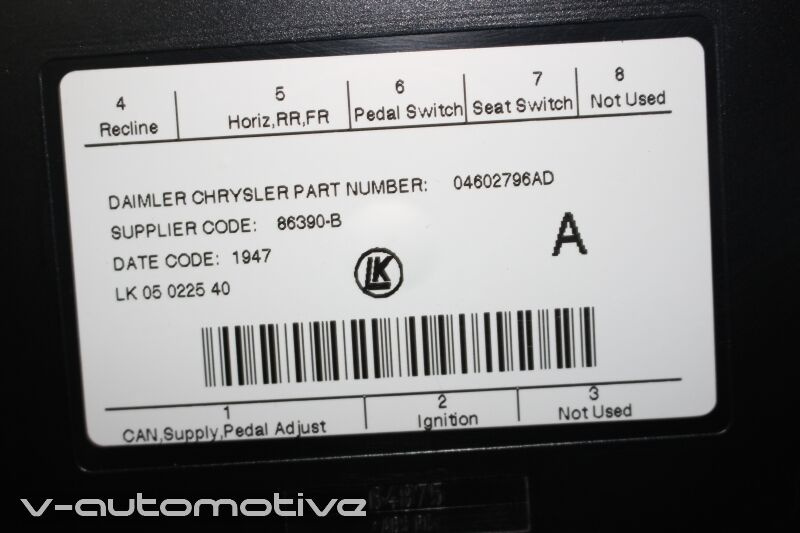 4 5 6 7 8
Recline Horiz,RR,FR Pedal Switch Seat Switch Not Used
DAIMLER CHRYSLER PART NUMBER: 04602796AD
SUPPLIER CODE: 86390-B
DATE CODE: 1947
LK 05 0225 40
LK
A
1 2 3
CAN,Supply,Pedal Adjust Ignition Not Used
v-automotive